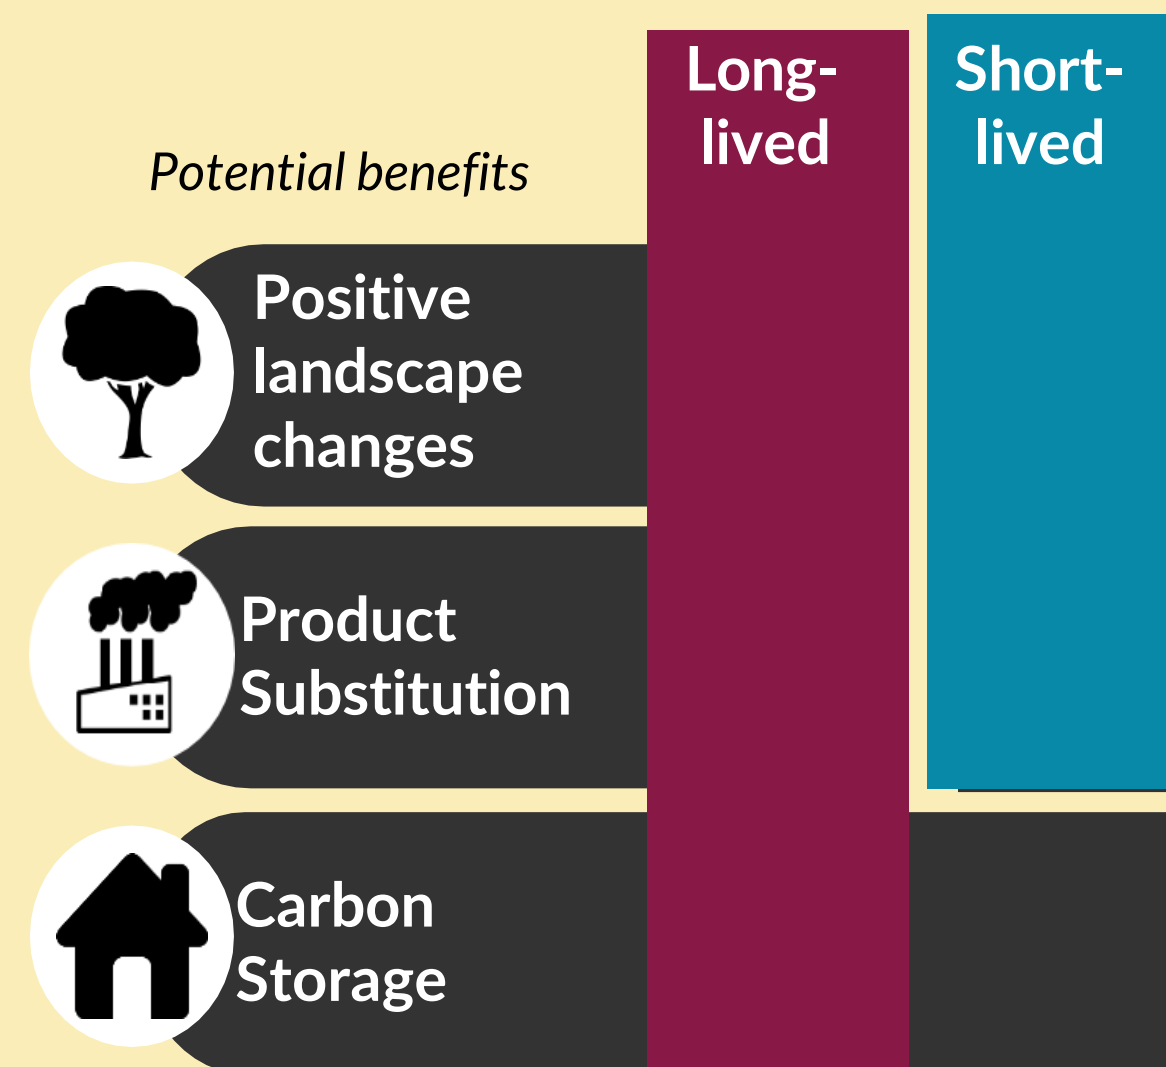 Long-
lived
Short-
lived
Potential benefits
Positive
landscape
changes
Product
Substitution
Carbon
Storage